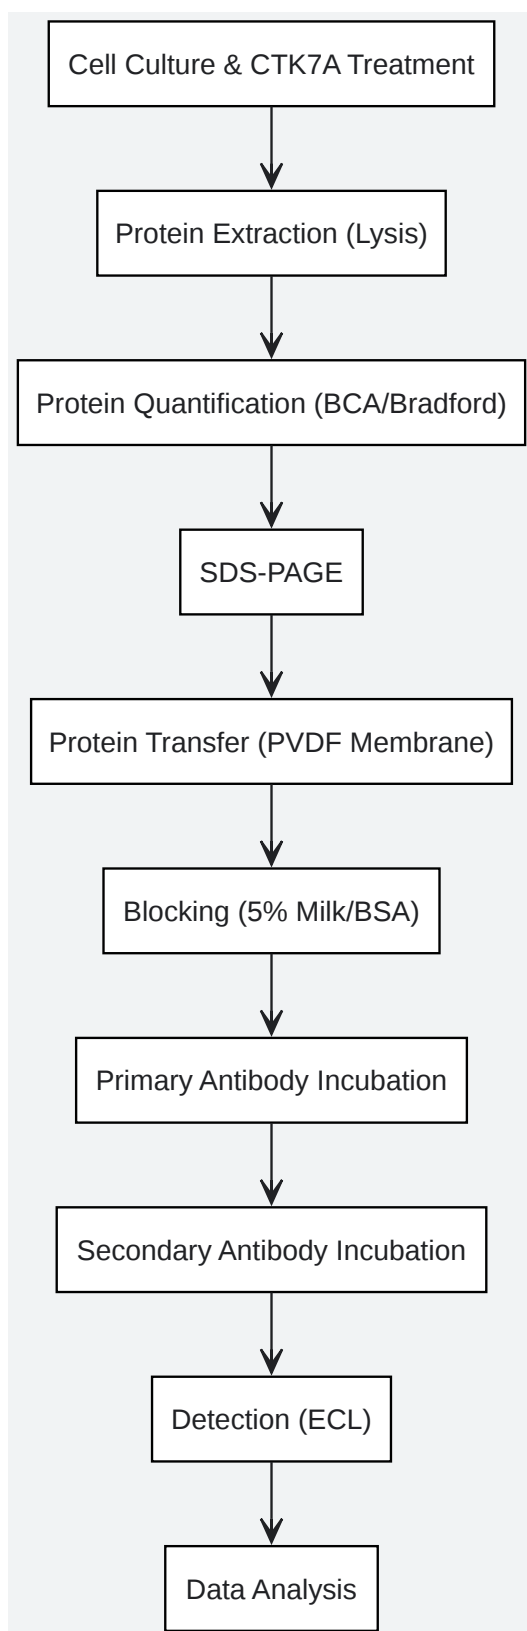 Cell Culture & CTK7A Treatment
Protein Extraction (Lysis)
Protein Quantification (BCA/Bradford)
SDS-PAGE
Protein Transfer (PVDF Membrane)
Blocking (5% Milk/BSA)
Primary Antibody Incubation
Secondary Antibody Incubation
Detection (ECL)
Data Analysis